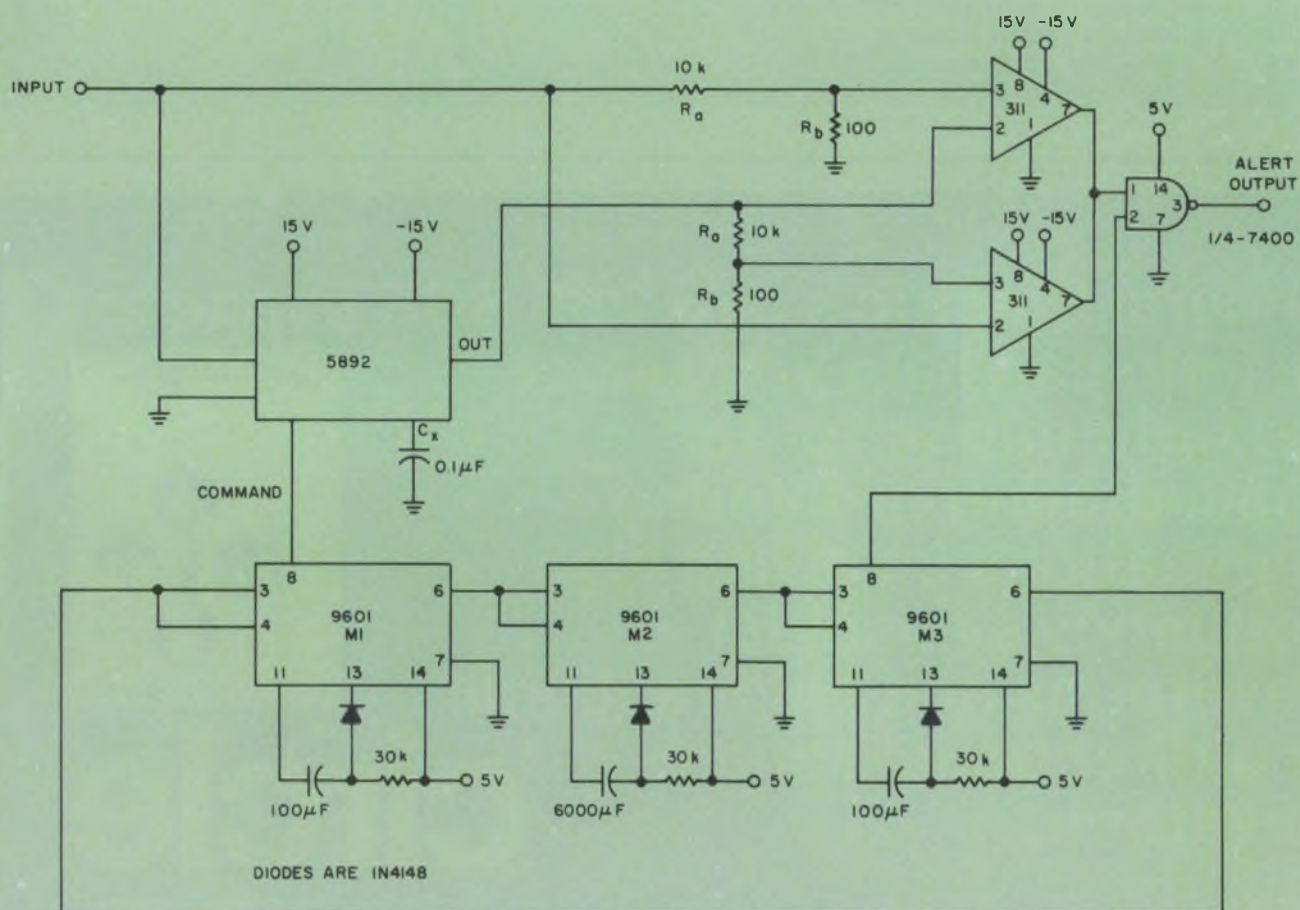 15V -15V
INPUT
10 k
Ra
3
8
4
7
311
2
1
Rb 100
5V
ALERT
OUTPUT
1 14
3
2
7
1/4-7400
15V -15V
Ra 10 k
15V -15V
Rb 100
3
8
4
7
311
2
1
OUT
5892
Cx
0.1μF
COMMAND
8
3
6
4
9601
M1
7
11 13 14
30k
5V
100μF
3
6
4
9601
M2
7
11 13 14
30k
5V
6000μF
8
3
6
4
9601
M3
7
11 13 14
30k
5V
100μF
DIODES ARE 1N4148